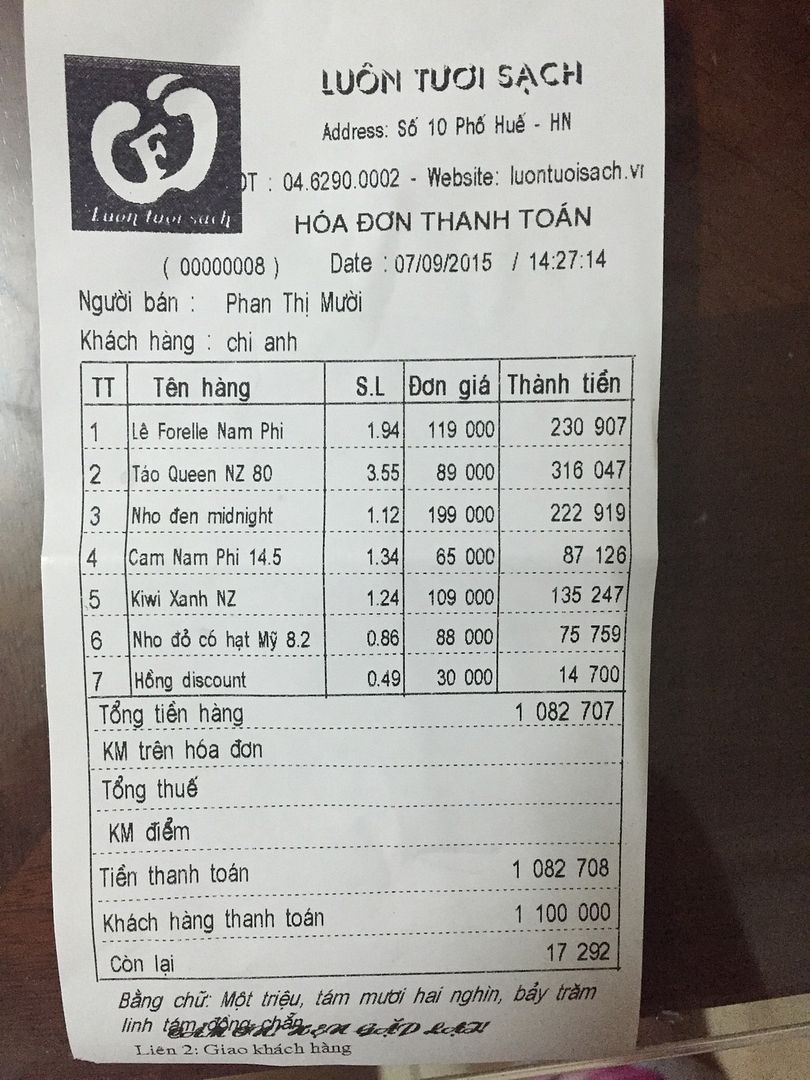 LUÔN TƯƠI SẠCH
Address: Số 10 Phố Huế - HN
F
Luôn tươi sạch
ĐT : 04.6290.0002 - Website: luontuoisach.vn
HÓA ĐƠN THANH TOÁN
( 00000008 ) Date : 07/09/2015 / 14:27:14
Người bán : Phan Thị Mười
Khách hàng : chi anh
TT Tên hàng S.L Đơn giá Thành tiền
1 Lê Forelle Nam Phi 1.94 119 000 230 907
2 Táo Queen NZ 80 3.55 89 000 316 047
3 Nho đen midnight 1.12 199 000 222 919
4 Cam Nam Phi 14.5 1.34 65 000 87 126
5 Kiwi Xanh NZ 1.24 109 000 135 247
6 Nho đỏ có hạt Mỹ 8.2 0.86 88 000 75 759
7 Hồng discount 0.49 30 000 14 700
Tổng tiền hàng 1 082 707
KM trên hóa đơn
Tổng thuế
KM điểm
Tiền thanh toán 1 082 708
Khách hàng thanh toán 1 100 000
Còn lại 17 292
Bằng chữ: Một triệu, tám mươi hai nghìn, bảy trăm
linh tám đồng chẵn
HẸN GẶP LẠI
Liên 2: Giao khách hàng